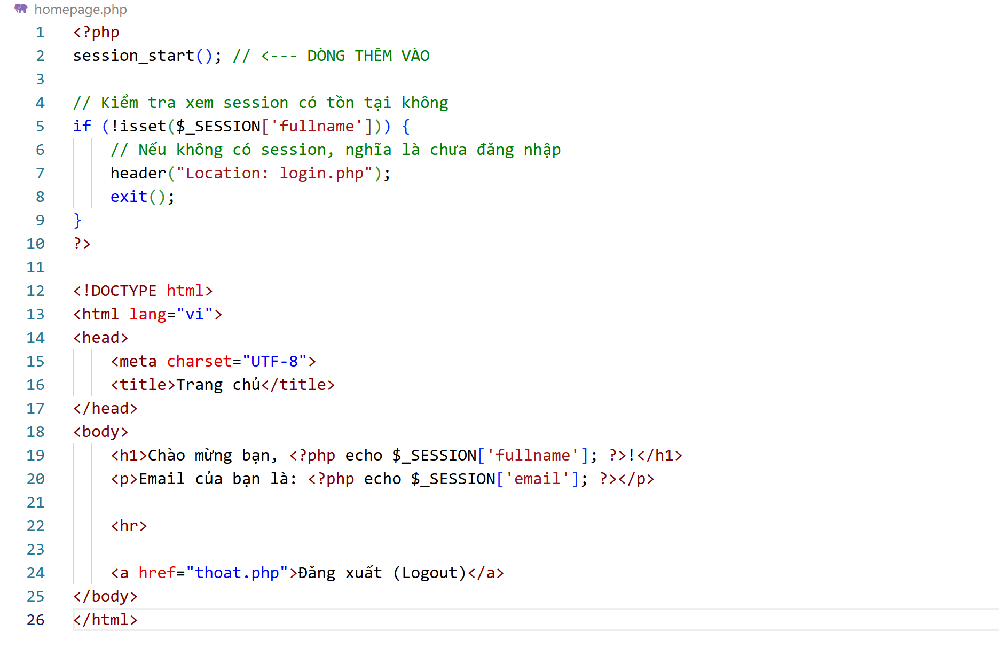 homepage.php
1 <?php
2 session_start(); // <--- DÒNG THÊM VÀO
3
4 // Kiểm tra xem session có tồn tại không
5 if (!isset($_SESSION['fullname'])) {
6     // Nếu không có session, nghĩa là chưa đăng nhập
7     header("Location: login.php");
8     exit();
9 }
10 ?>
11
12 <!DOCTYPE html>
13 <html lang="vi">
14 <head>
15     <meta charset="UTF-8">
16     <title>Trang chủ</title>
17 </head>
18 <body>
19     <h1>Chào mừng bạn, <?php echo $_SESSION['fullname']; ?>!</h1>
20     <p>Email của bạn là: <?php echo $_SESSION['email']; ?></p>
21
22     <hr>
23
24     <a href="thoat.php">Đăng xuất (Logout)</a>
25 </body>
26 </html>